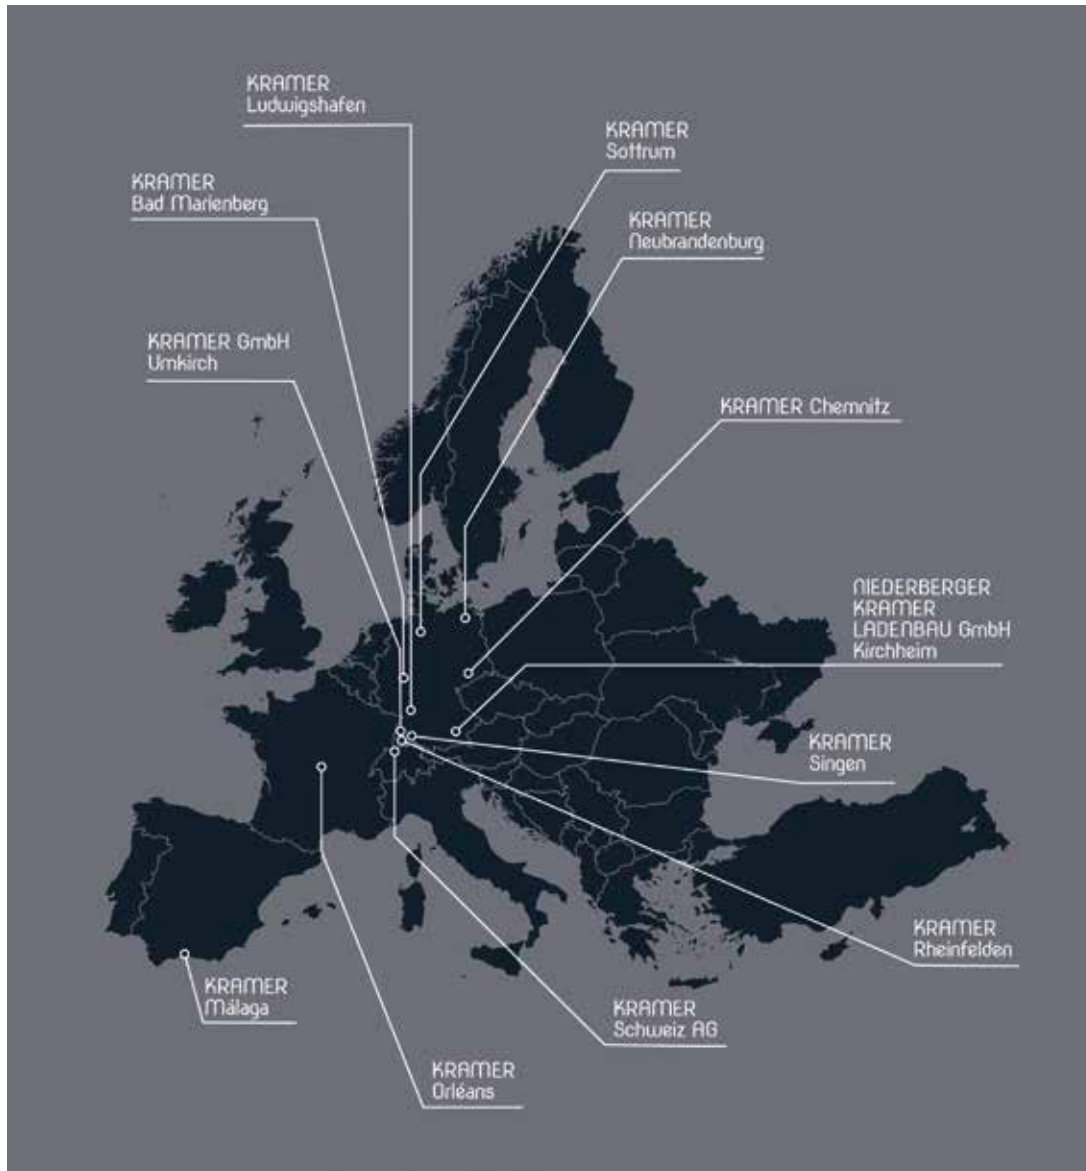 KRAMER
Ludwigshafen
KRAMER
Sottrum
KRAMER
Bad Marienberg
KRAMER
Neubrandenburg
KRAMER GmbH
Umkirch
KRAMER Chemnitz
NIEDERBERGER
KRAMER
LADENBAU GmbH
Kirchheim
KRAMER
Singen
KRAMER
Rheinfelden
KRAMER
Málaga
KRAMER
Schweiz AG
KRAMER
Orléans